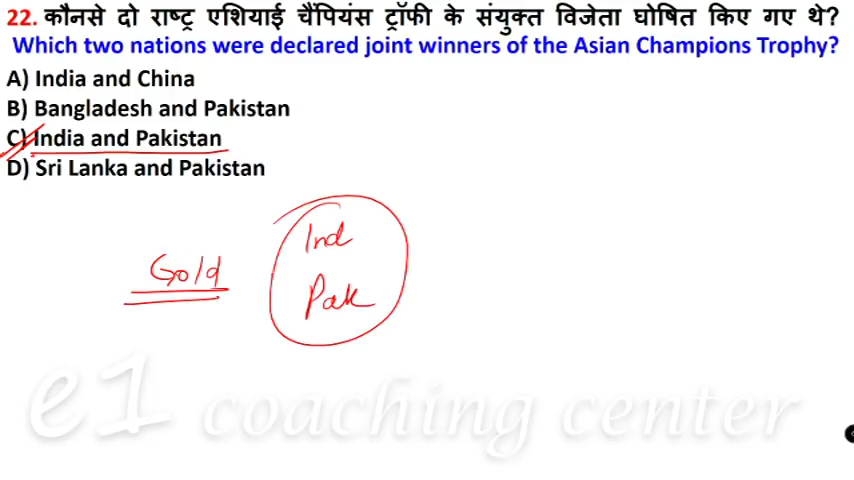 22. कौनसे दो राष्ट्र एशियाई चैंपियंस ट्रॉफी के संयुक्त विजेता घोषित किए गए थे?
Which two nations were declared joint winners of the Asian Champions Trophy?
A) India and China
B) Bangladesh and Pakistan
C) India and Pakistan
D) Sri Lanka and Pakistan
Ind
Gold
Pak
e1 coaching center